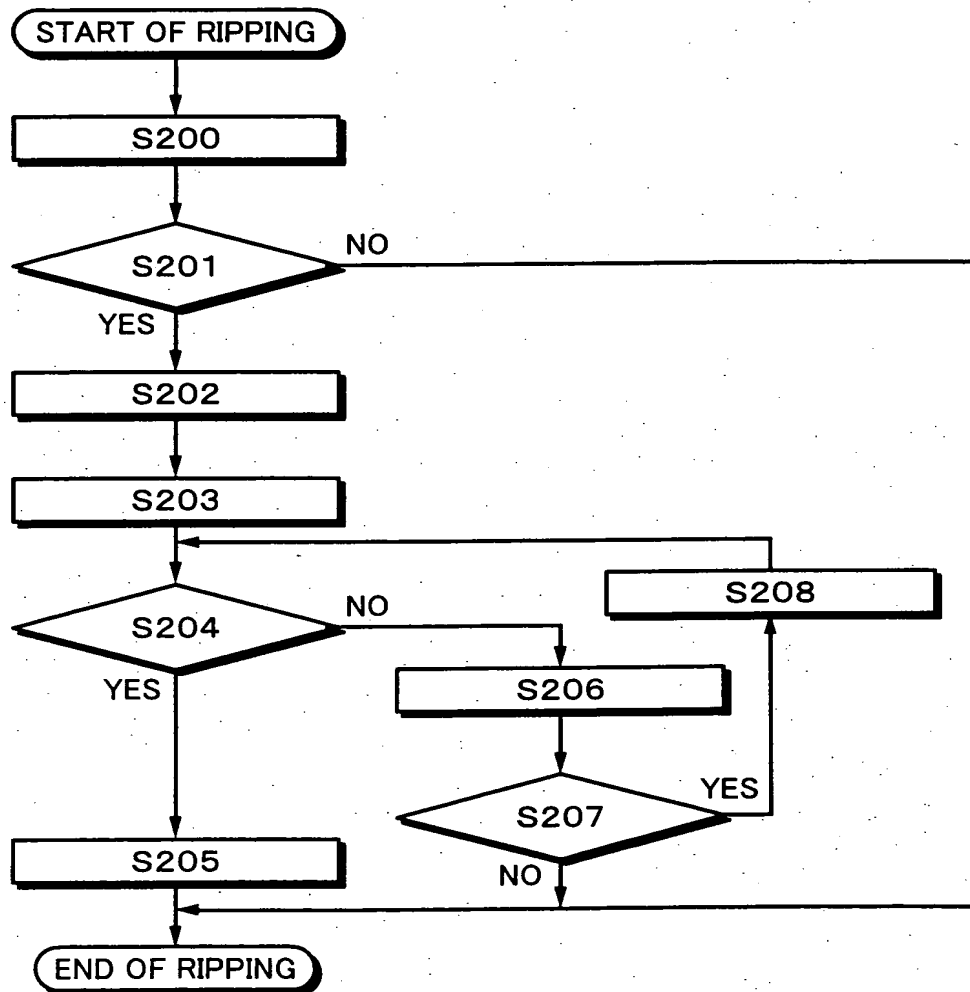 START OF RIPPING
S200
S201
NO
YES
S202
S203
S204
NO
YES
S208
S206
S207
YES
NO
S205
END OF RIPPING